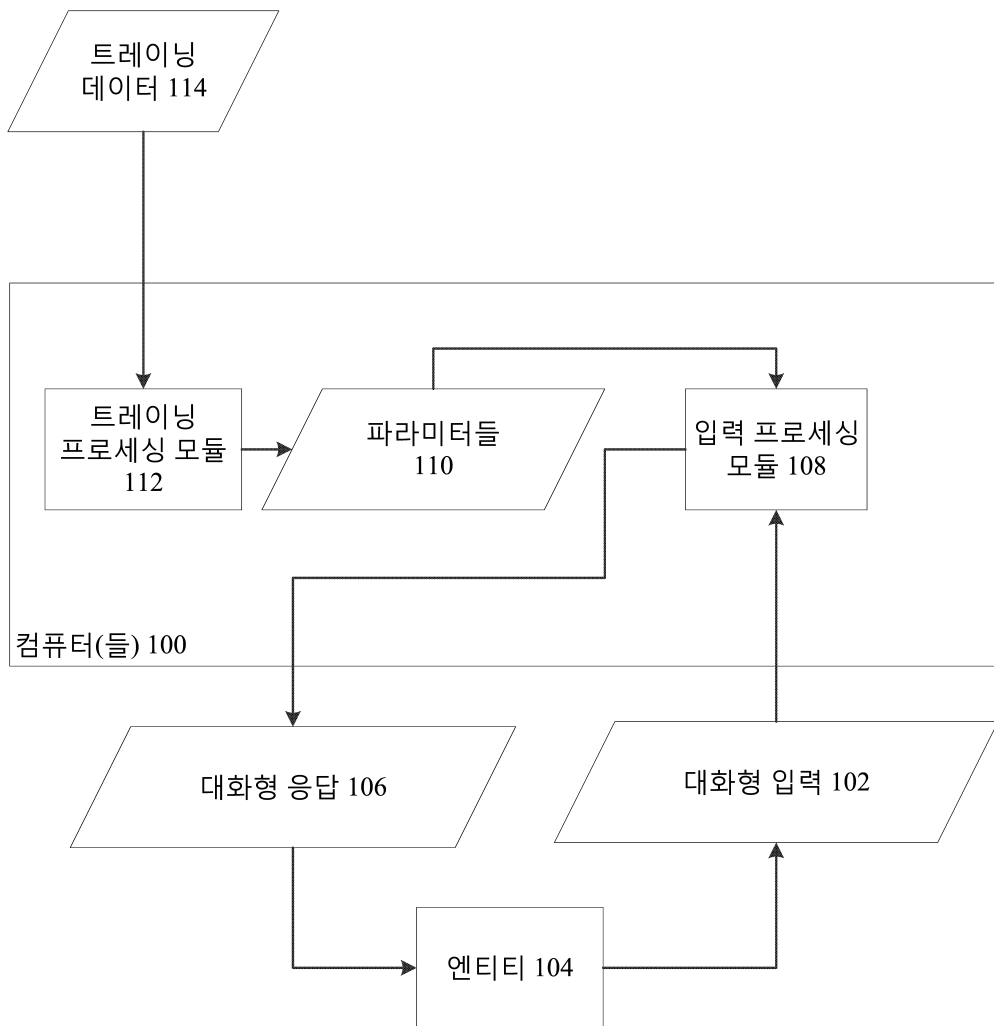 트레이닝
데이터 114
트레이닝
프로세싱 모듈
112
파라미터들
110
입력 프로세싱
모듈 108
컴퓨터(들) 100
대화형 응답 106
대화형 입력 102
엔티티 104